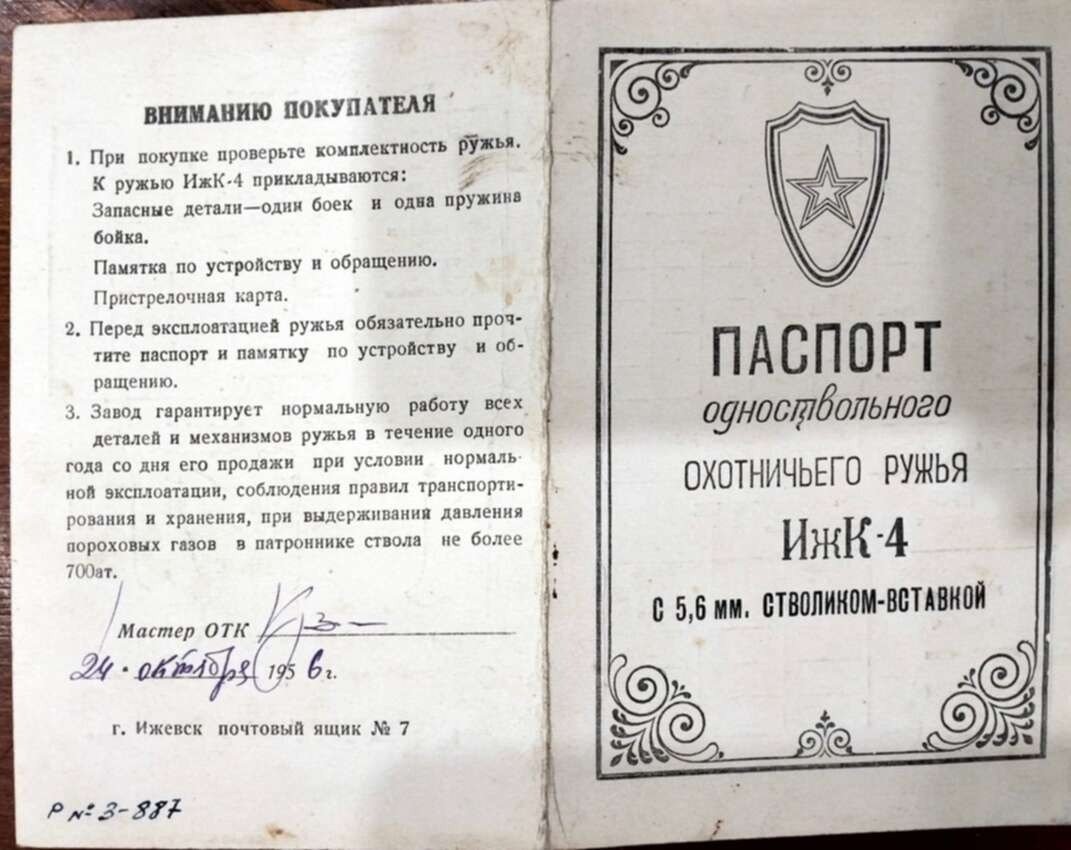 ВНИМАНИЮ ПОКУПАТЕЛЯ
1. При покупке проверьте комплектность ружья.
К ружью ИжК-4 прикладываются:
Запасные детали—один боек и одна пружина
бойка.
Памятка по устройству и обращению.
Пристрелочная карта.
2. Перед эксплоатацией ружья обязательно проч-
тите паспорт и памятку по устройству и об-
ращению.
3. Завод гарантирует нормальную работу всех
деталей и механизмов ружья в течение одного
года со дня его продажи при условии нормаль-
ной эксплоатации, соблюдения правил транспорти-
рования и хранения, при выдерживании давления
пороховых газов в патроннике ствола не более
700ат.
Мастер ОТК
24 · октября 1956 г.
г. Ижевск почтовый ящик № 7
Р № 3-887
ПАСПОРТ
одноствольного
ОХОТНИЧЬЕГО РУЖЬЯ
ИжК-4
С 5,6 мм. СТВОЛИКОМ-ВСТАВКОЙ